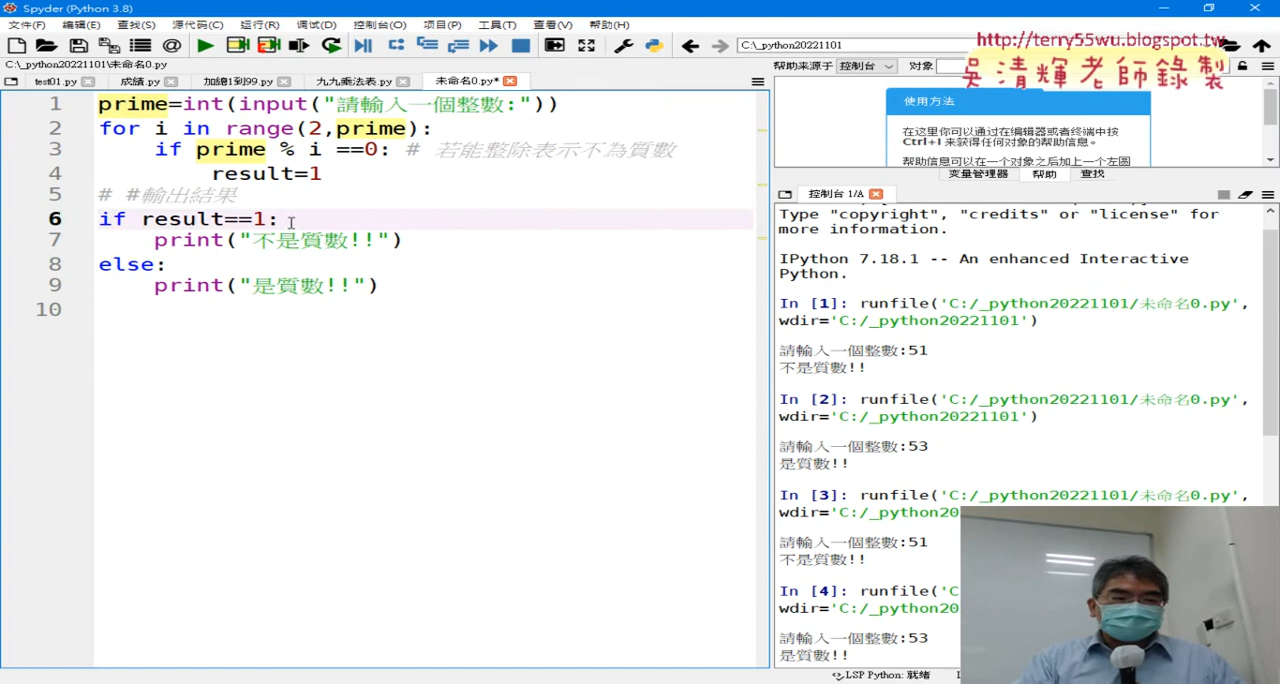 Spyder (Python 3.8)
文件(F) 编辑(E) 查找(S) 源代码(C) 运行(R) 调试(D) 控制台(O) 项目(P) 工具(T) 查看(V) 帮助(H)
C:\_python20221101
http://terry55wu.blogspot.tw
吳清輝老師錄製
C:\_python20221101\未命名0.py
test01.py 成績.py 加總1到99.py 九九乘法表.py 未命名0.py*
帮助来源于 控制台 对象
1 prime=int(input("請輸入一個整數:"))
2 for i in range(2,prime):
3 if prime % i ==0: # 若能整除表示不為質數
4 result=1
5 # #輸出結果
6 if result==1:
7 print("不是質數!!")
8 else:
9 print("是質數!!")
10
使用方法
在这里你可以通过在编辑器或者终端中按
Ctrl+I 来获得任何对象的帮助信息。
帮助信息可以在一个对象之后加上一个左圆
变量管理器 帮助 查找
控制台 1/A
Type "copyright", "credits" or "license" for
more information.
IPython 7.18.1 -- An enhanced Interactive
Python.
In [1]: runfile('C:/_python20221101/未命名0.py',
wdir='C:/_python20221101')
請輸入一個整數:51
不是質數!!
In [2]: runfile('C:/_python20221101/未命名0.py',
wdir='C:/_python20221101')
請輸入一個整數:53
是質數!!
In [3]: runfile('C:/_python20221101/未命名0.py',
wdir='C:/_python20
請輸入一個整數:51
不是質數!!
In [4]: runfile('C
wdir='C:/_python20
請輸入一個整數:53
是質數!!
LSP Python: 就绪